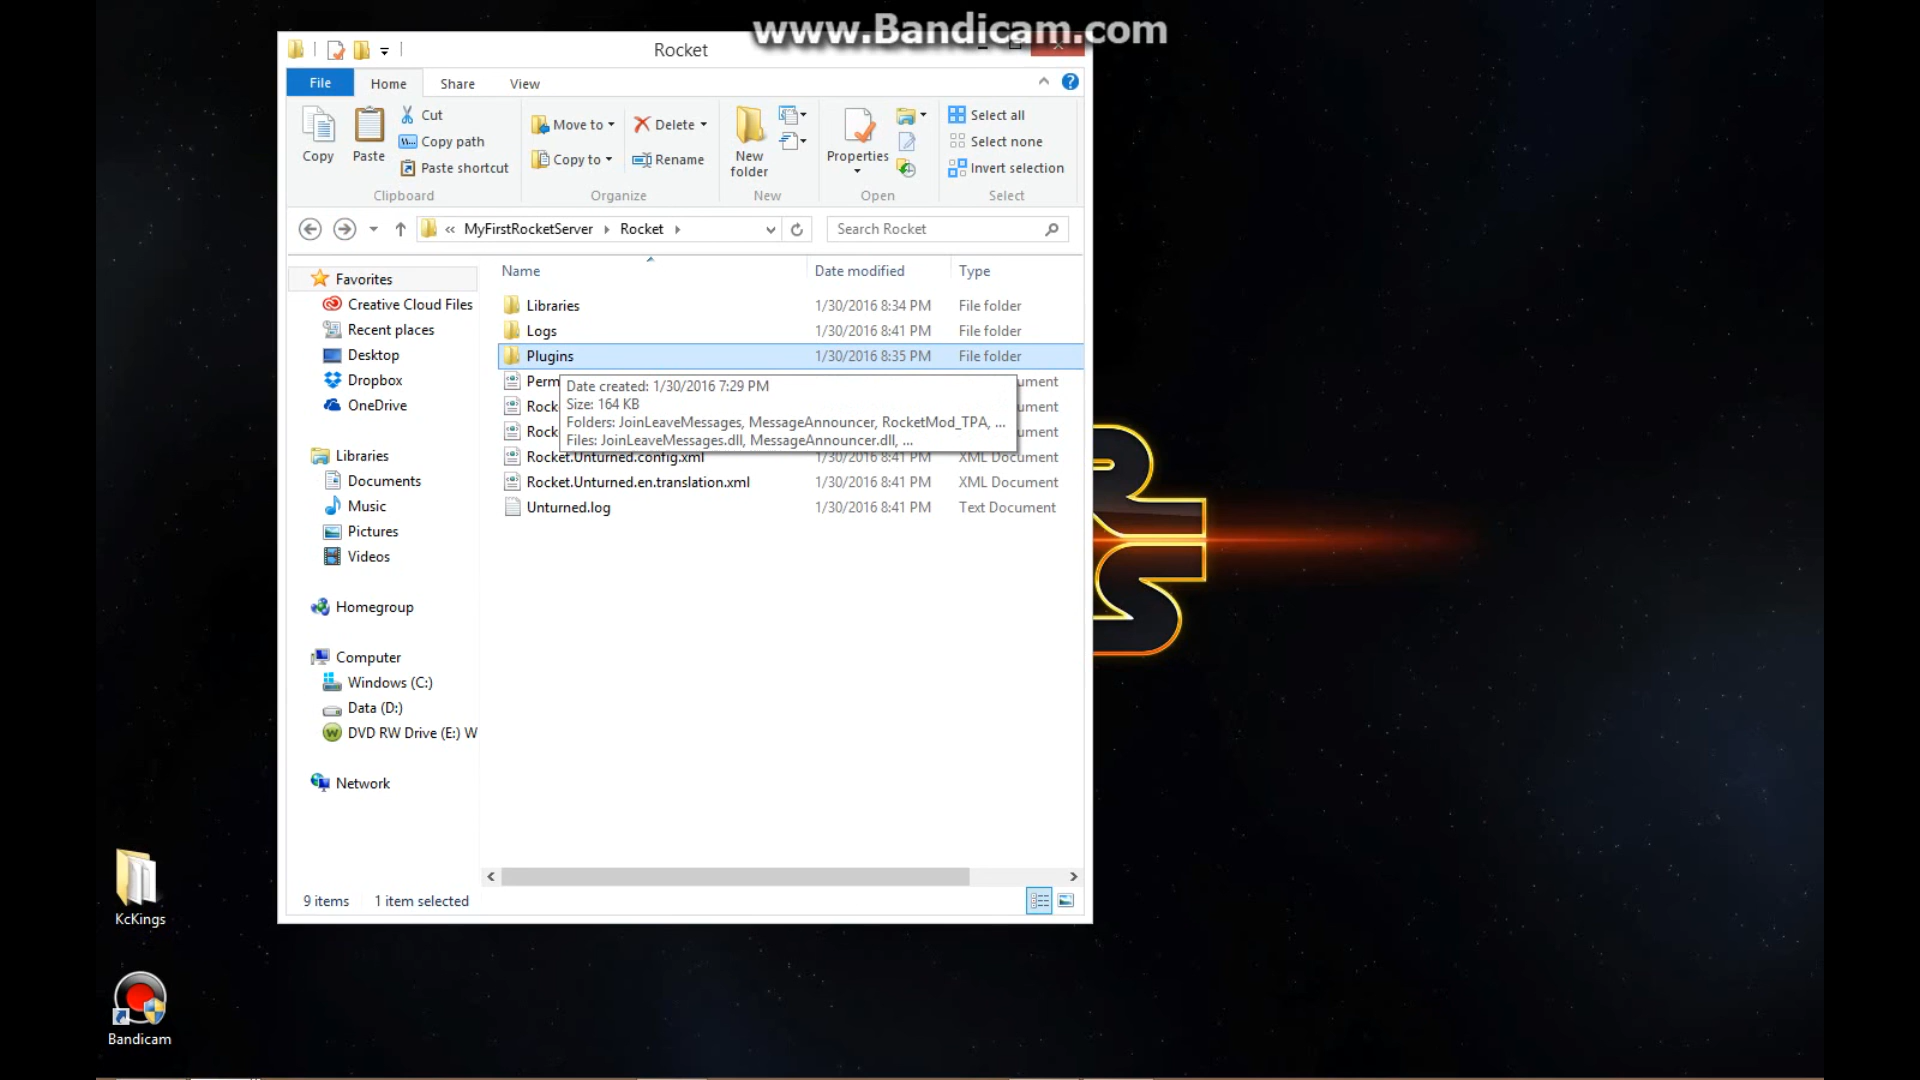 www.Bandicam.com
Rocket
File Home Share View
Copy
Paste
Cut
Copy path
Paste shortcut
Clipboard
Move to
Copy to
Delete
Rename
Organize
New folder
New
Properties
Open
Select all
Select none
Invert selection
Select
« MyFirstRocketServer Rocket
Search Rocket
Name Date modified Type
Libraries 1/30/2016 8:34 PM File folder
Logs 1/30/2016 8:41 PM File folder
Plugins 1/30/2016 8:35 PM File folder
Perm
Date created: 1/30/2016 7:29 PM
Size: 164 KB
Folders: JoinLeaveMessages, MessageAnnouncer, RocketMod_TPA, ...
Files: JoinLeaveMessages.dll, MessageAnnouncer.dll, ...
ument
Rock ument
Rock ument
Rocket.Unturned.config.xml 1/30/2016 8:41 PM XML Document
Rocket.Unturned.en.translation.xml 1/30/2016 8:41 PM XML Document
Unturned.log 1/30/2016 8:41 PM Text Document
Favorites
Creative Cloud Files
Recent places
Desktop
Dropbox
OneDrive
Libraries
Documents
Music
Pictures
Videos
Homegroup
Computer
Windows (C:)
Data (D:)
DVD RW Drive (E:) W
Network
9 items 1 item selected
KcKings
Bandicam